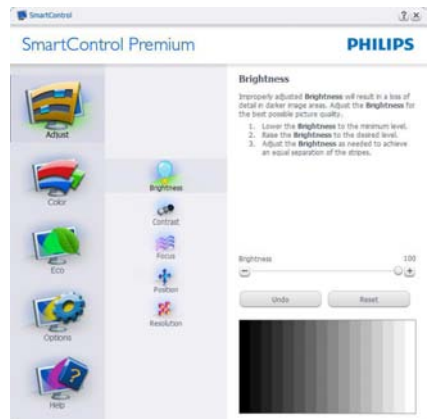 SmartControl
? ×
SmartControl Premium
PHILIPS
Adjust
Color
Eco
Options
Help
Brightness
Contrast
Focus
Position
Resolution
Brightness
Improperly adjusted Brightness will result in a loss of
detail in darker image areas. Adjust the Brightness for
the best possible picture quality.
1. Lower the Brightness to the minimum level.
2. Raise the Brightness to the desired level.
3. Adjust the Brightness as needed to achieve
an equal separation of the stripes.
Brightness 100
Undo Reset